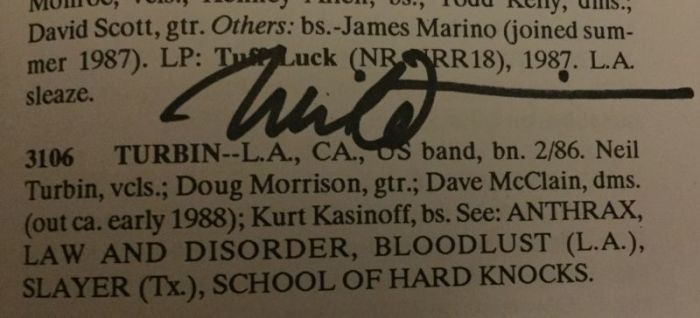 David Scott, gtr. Others: bs.-James Marino (joined sum-
mer 1987). LP: Tuff Luck (NR NRR18), 1987. L.A.
sleaze.
3106 TURBIN--L.A., CA., US band, bn. 2/86. Neil
Turbin, vcls.; Doug Morrison, gtr.; Dave McClain, dms.
(out ca. early 1988); Kurt Kasinoff, bs. See: ANTHRAX,
LAW AND DISORDER, BLOODLUST (L.A.),
SLAYER (Tx.), SCHOOL OF HARD KNOCKS.